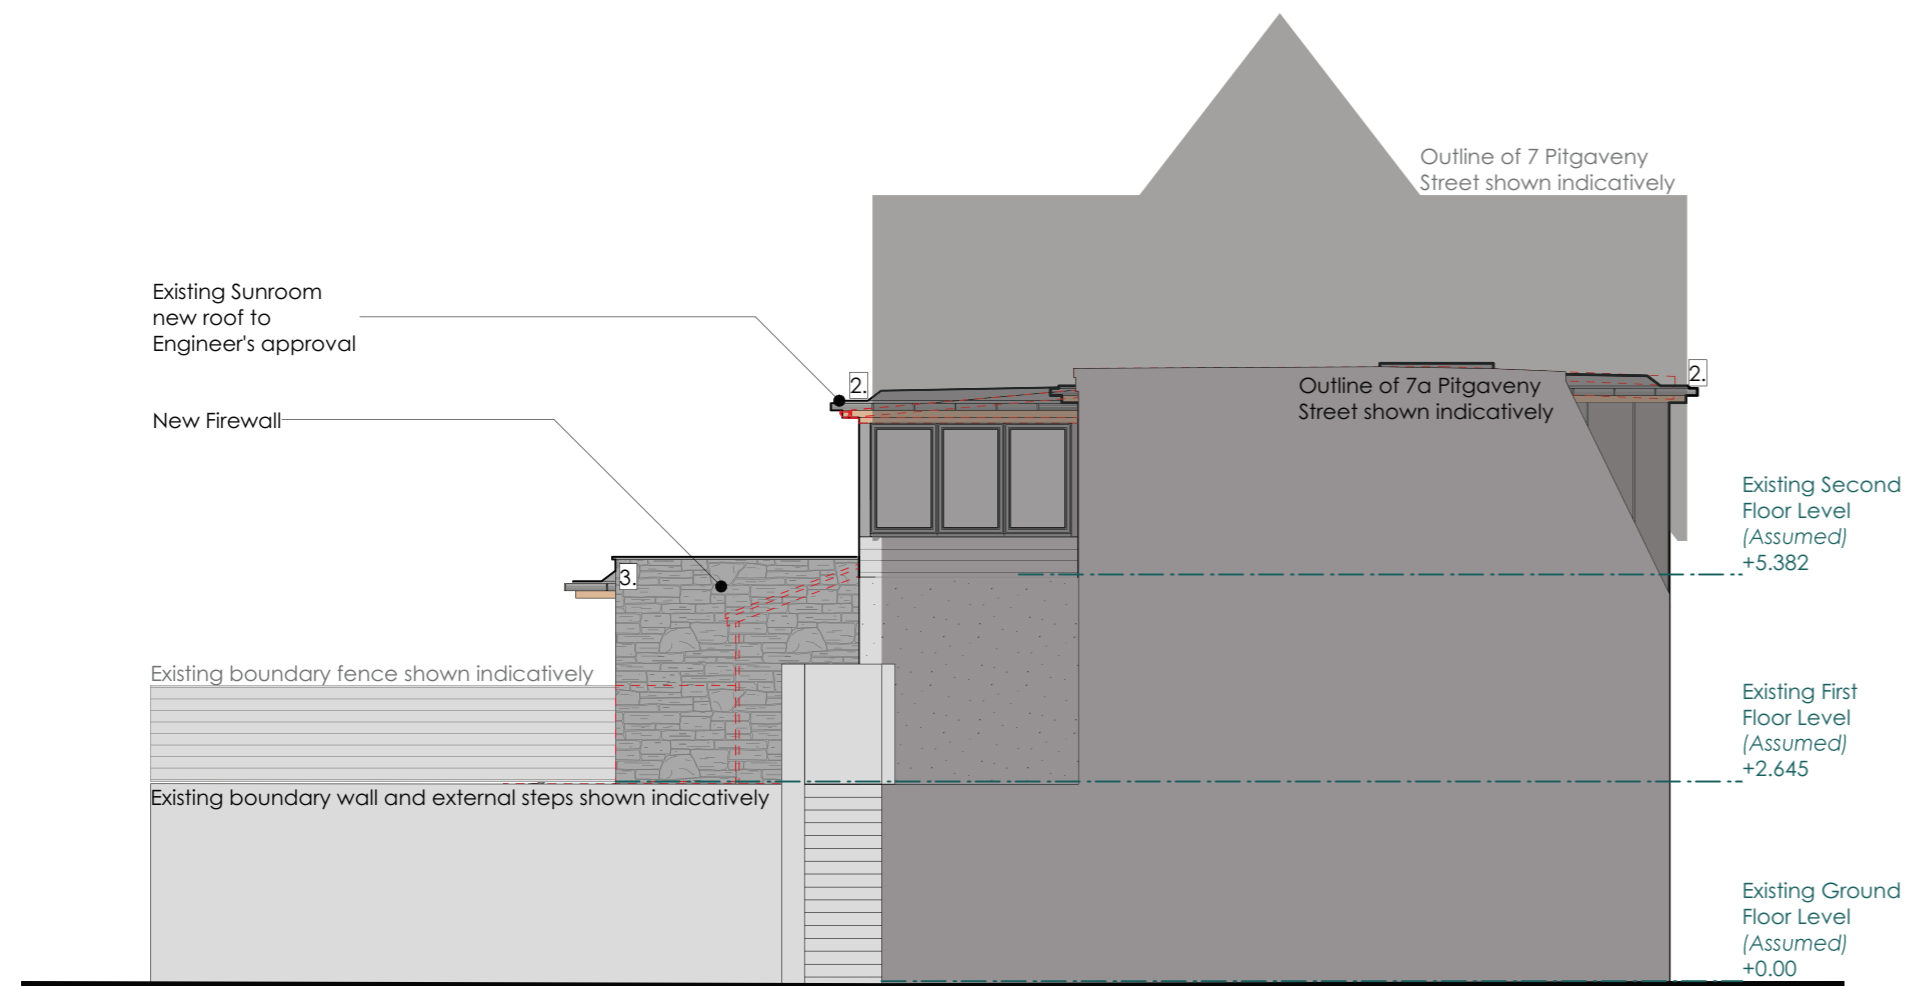 Outline of 7 Pitgaveny
Street shown indicatively
Existing Sunroom
new roof to
Engineer's approval
2.
2.
Outline of 7a Pitgaveny
Street shown indicatively
New Firewall
Existing Second
Floor Level
(Assumed)
+5.382
3.
Existing boundary fence shown indicatively
Existing First
Floor Level
(Assumed)
+2.645
Existing boundary wall and external steps shown indicatively
Existing Ground
Floor Level
(Assumed)
+0.00